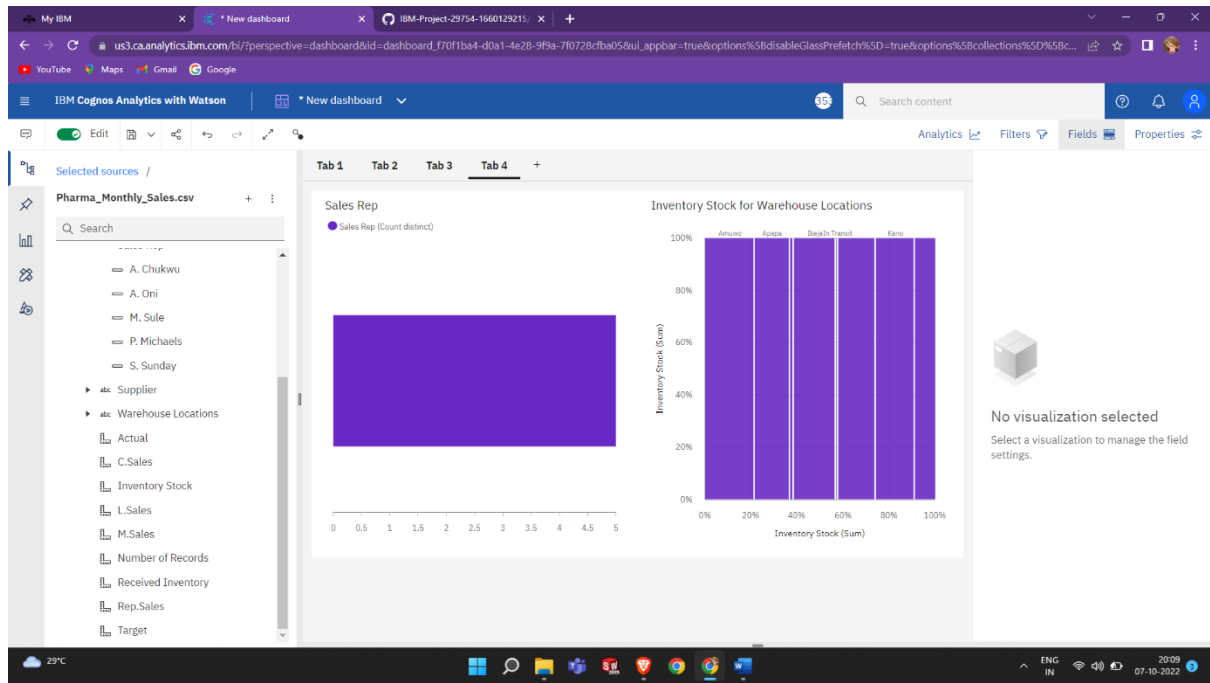 My IBM
* New dashboard
IBM-Project-29754-1660129215/
us3.ca.analytics.ibm.com/bi/?perspective=dashboard&id=dashboard_f70f1ba4-d0a1-4e28-9f9a-7f0728cfba05&ui_appbar=true&options%5BdisableGlassPrefetch%5D=true&options%5Bcollections%5D%5Bc...
YouTube Maps Gmail Google
IBM Cognos Analytics with Watson
* New dashboard
353
Search content
Edit
Analytics
Filters
Fields
Properties
Selected sources /
Pharma_Monthly_Sales.csv
Search
A. Chukwu
A. Oni
M. Sule
P. Michaels
S. Sunday
abc Supplier
abc Warehouse Locations
Actual
C.Sales
Inventory Stock
L.Sales
M.Sales
Number of Records
Received Inventory
Rep.Sales
Target
Tab 1 Tab 2 Tab 3 Tab 4 +
Sales Rep
Sales Rep (Count distinct)
0 0.5 1 1.5 2 2.5 3 3.5 4 4.5 5
Inventory Stock for Warehouse Locations
Amuwo Apapa IkejaIn Transit Kano
100%
80%
60%
40%
20%
0%
Inventory Stock (Sum)
0% 20% 40% 60% 80% 100%
Inventory Stock (Sum)
No visualization selected
Select a visualization to manage the field
settings.
29°C
ENG
IN
20:09
07-10-2022